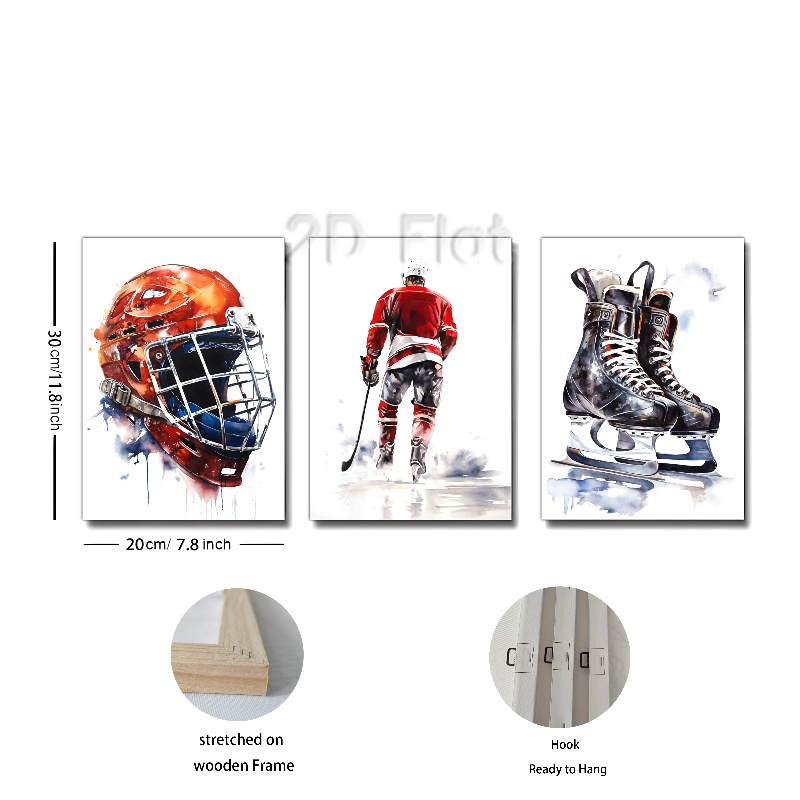 2D Flat
30cm/11.8inch
20cm/ 7.8 inch
stretched on
wooden Frame
Hook
Ready to Hang